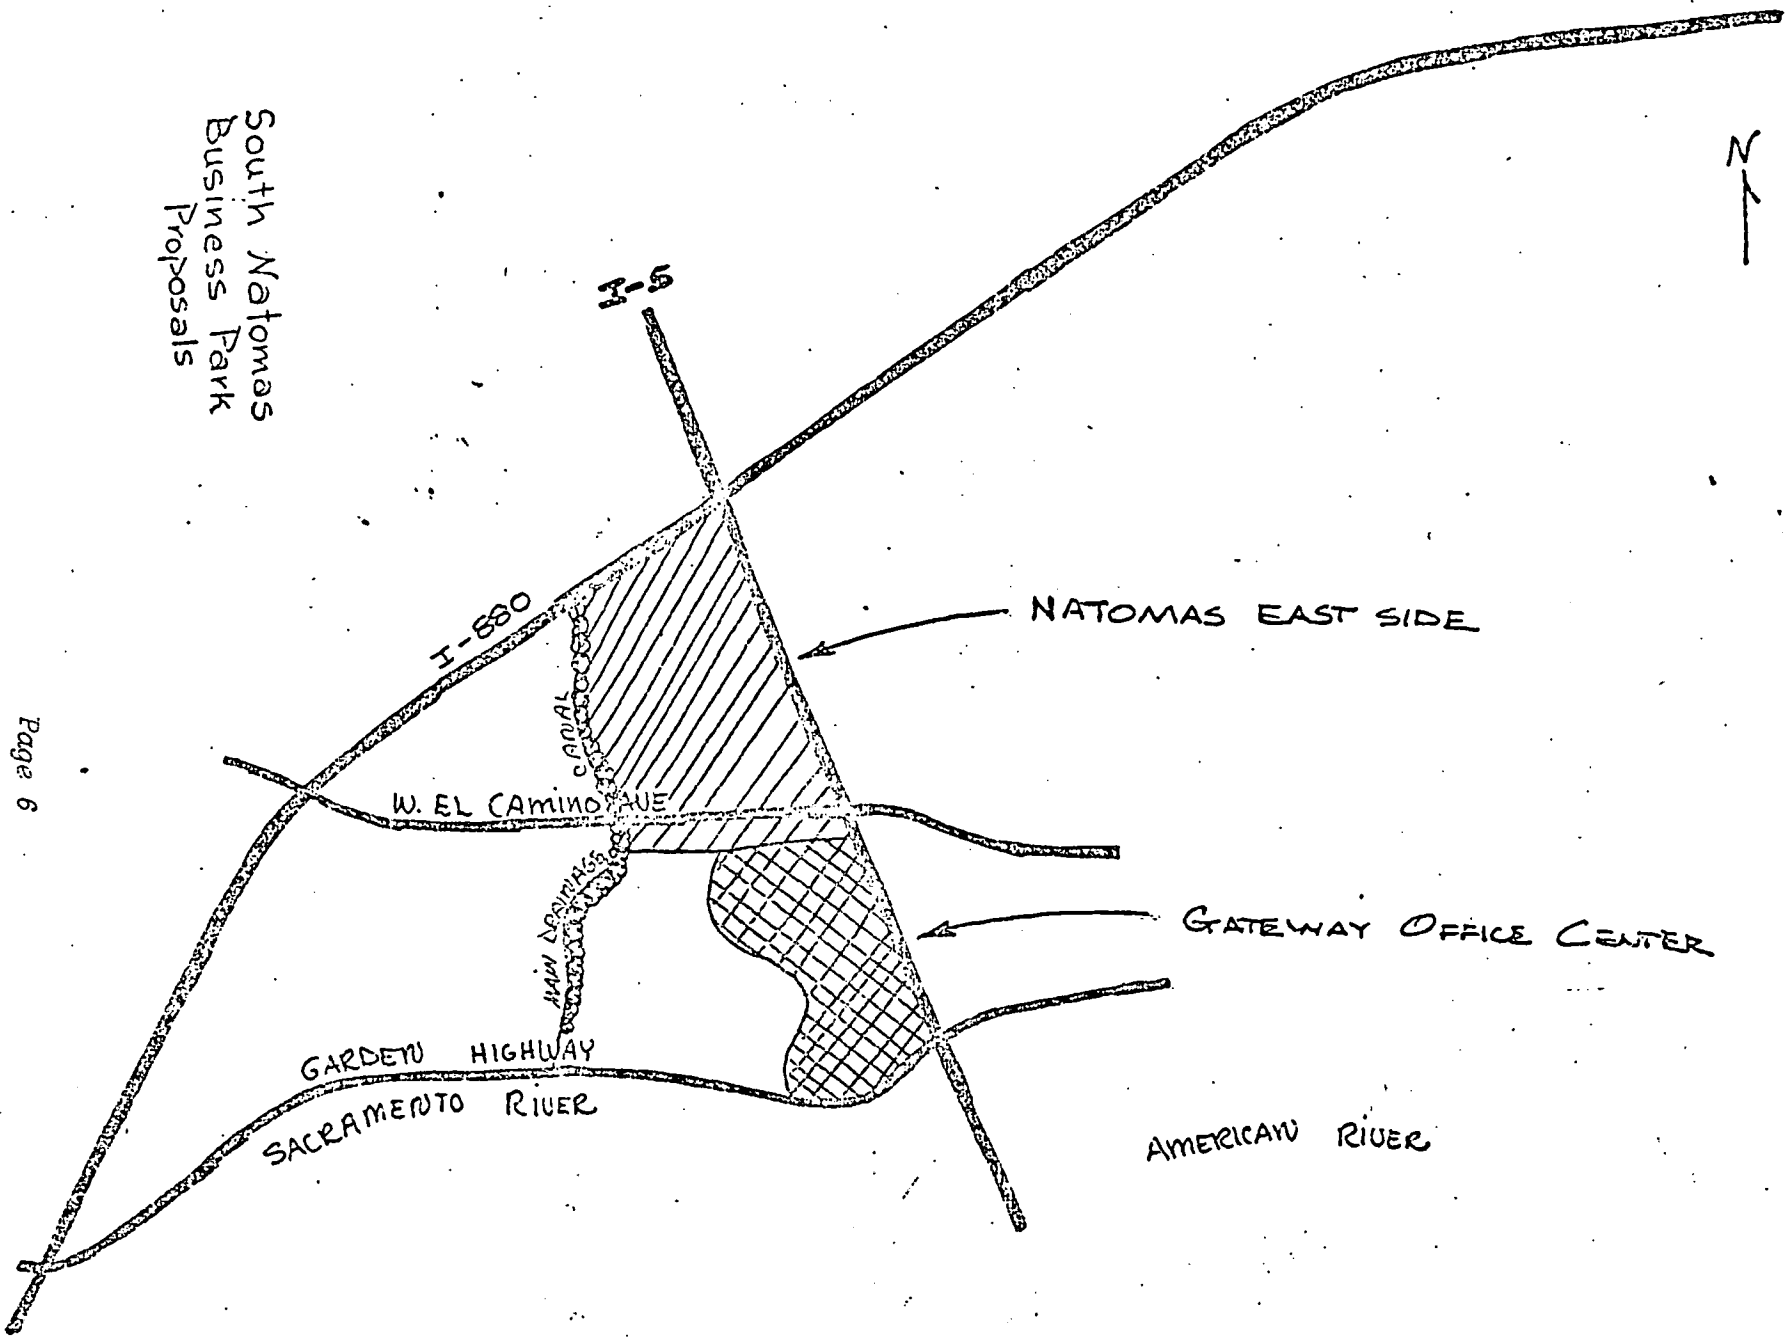 South Natomas
Business Park
Proposals
N
I-5
I-880
NATOMAS EAST SIDE
CANAL
W. EL CAMINO AVE
MAIN DRAINAGE
GATEWAY OFFICE CENTER
GARDEN HIGHWAY
SACRAMENTO RIVER
AMERICAN RIVER
Page 6